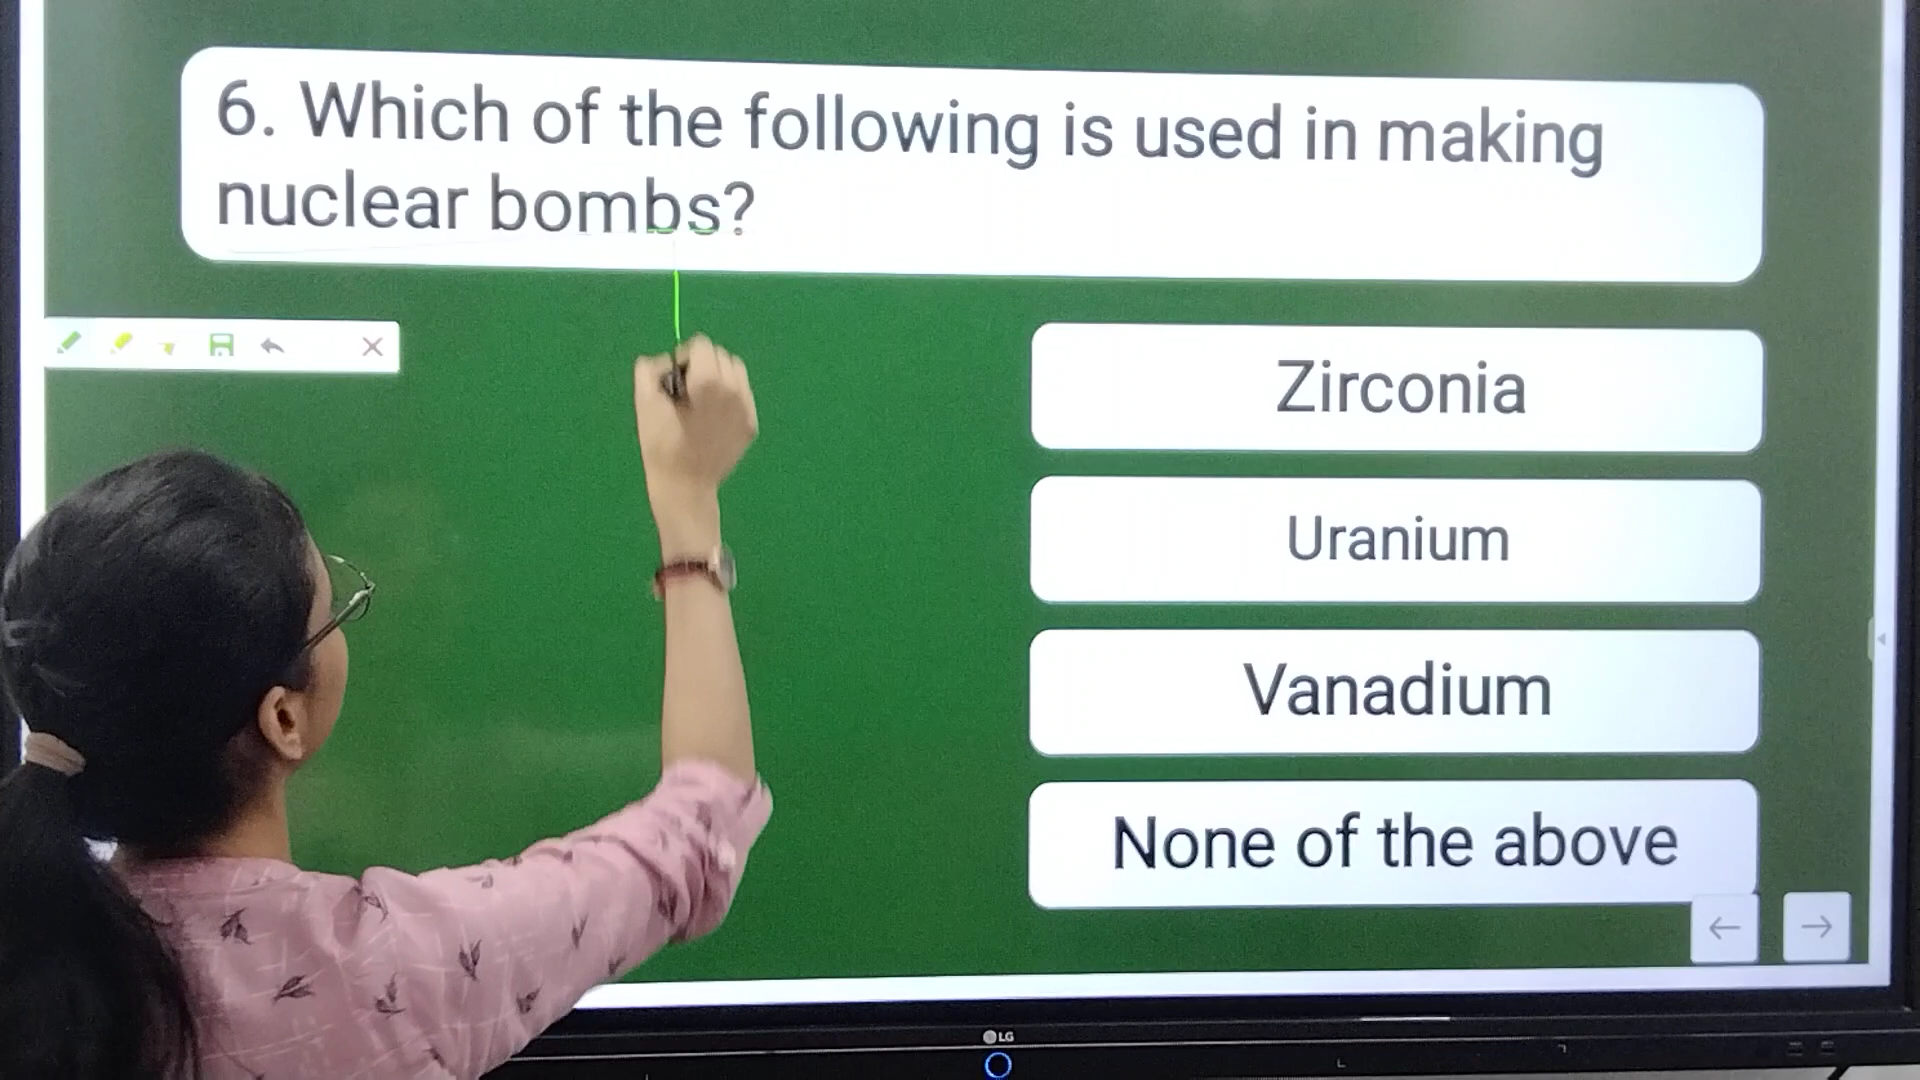 6. Which of the following is used in making
nuclear bombs?
Zirconia
Uranium
Vanadium
None of the above
LG